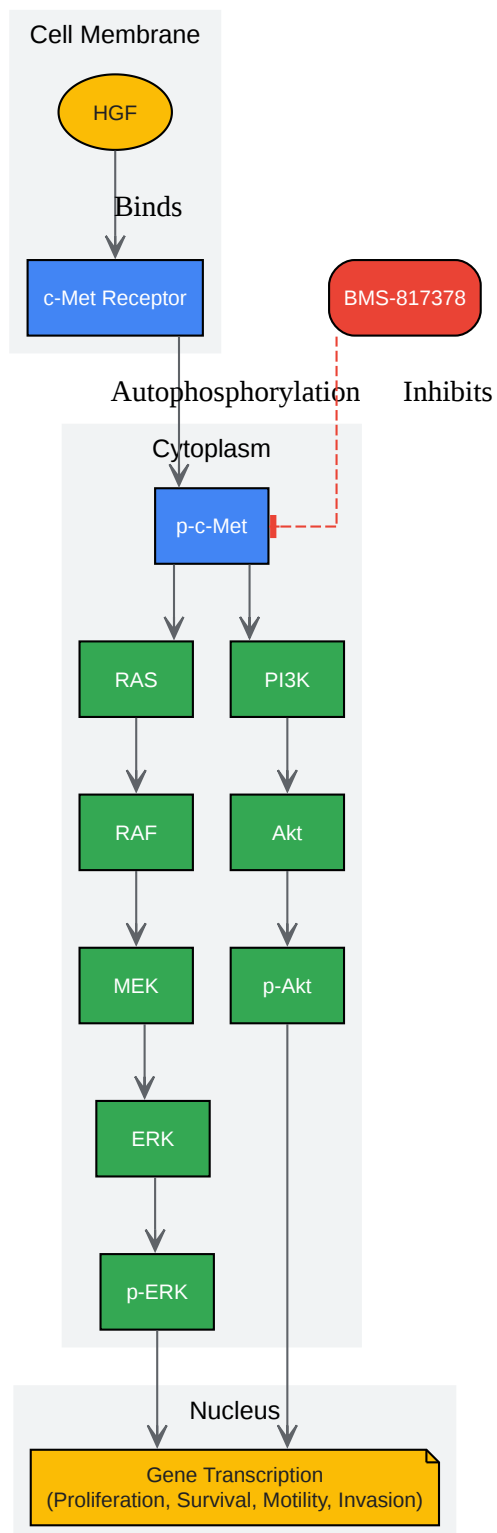 Cell Membrane
HGF
Binds
c-Met Receptor
BMS-817378
Autophosphorylation
Inhibits
Cytoplasm
p-c-Met
RAS
PI3K
RAF
Akt
MEK
p-Akt
ERK
p-ERK
Nucleus
Gene Transcription
(Proliferation, Survival, Motility, Invasion)